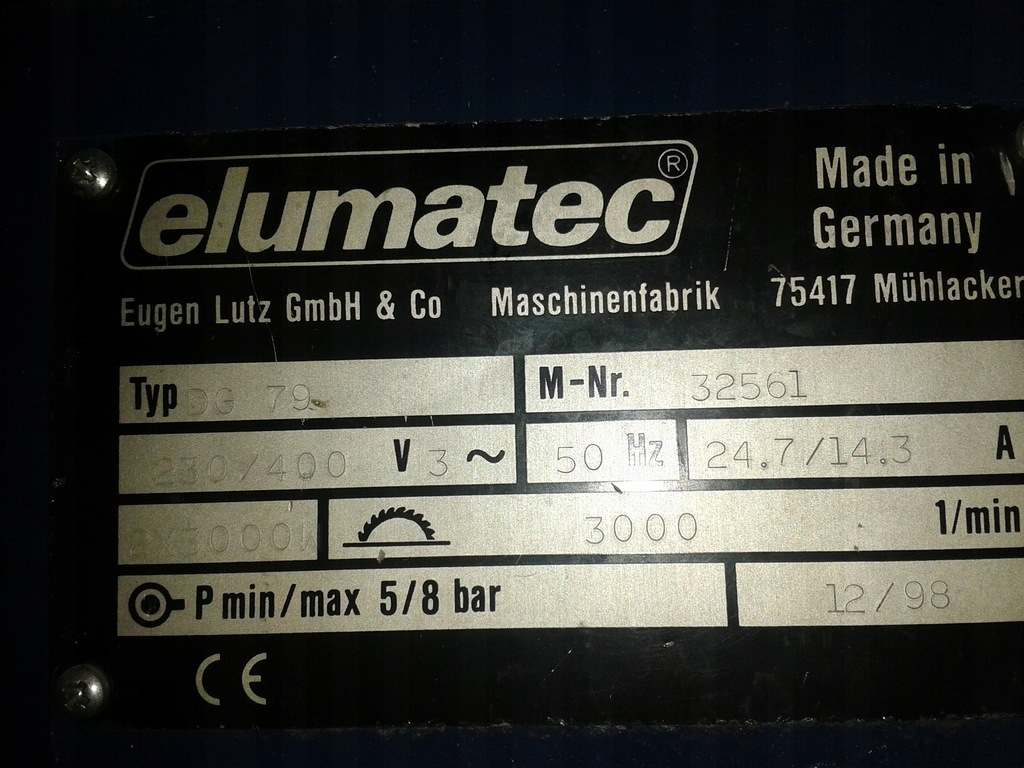 elumatec®
Made in
Germany
Eugen Lutz GmbH & Co Maschinenfabrik 75417 Mühlacker
Typ DG 79 M-Nr. 32561
230/400 V 3 ~ 50 Hz 24.7/14.3 A
2X3000W 3000 1/min
P min/max 5/8 bar 12/98
CE